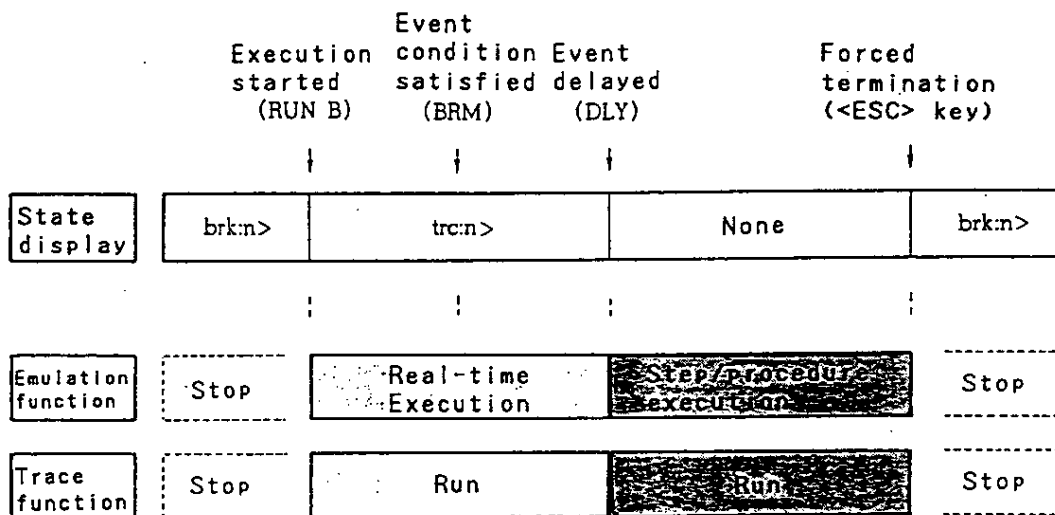 Event
Execution condition Event Forced
started satisfied delayed termination
(RUN B) (BRM) (DLY) (<ESC> key)
State
display
brk:n> trc:n> None brk:n>
Emulation
function
Stop
Real-time
Execution
Step/procedure
execution
Stop
Trace
function
Stop Run Run Stop